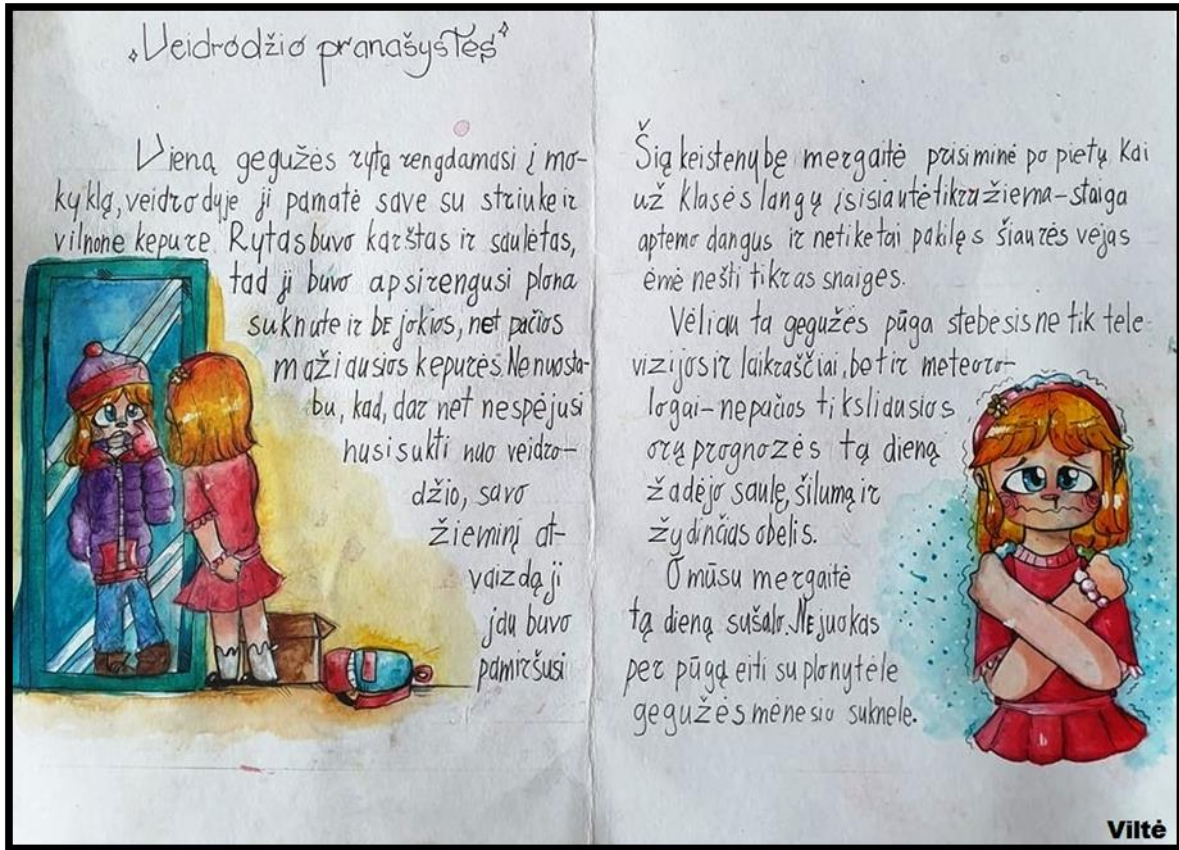 „Veidrodžio pranašystės"
Vieną gegužės rytą rengdamasi į mo-
kyklą, veidrodyje ji pamatė save su striuke ir
vilnone kepure. Rytas buvo karštas ir saulėtas,
tad ji buvo apsirengusi plona
suknute ir be jokios, net pačios
mažiausios kepurės. Nenuosta-
bu, kad, dar net nespėjusi
nusisukti nuo veidro-
džio, savo
žieminį at-
vaizdą ji
jau buvo
pamiršusi
Šią keistenybę mergaitė prisiminė po pietų. Kai
už klasės langų įsisiautė tikra žiema-staiga
aptemo dangus ir netiketai pakilęs šiaurės vėjas
ėmė nešti tikras snaiges.
Vėliau ta gegužės pūga stebėsis ne tik tele-
vizijos ir laikraščiai, bet ir meteoro-
logai-nepačios tiksliausios
orų prognozės tą dieną
žadėjo saulę, šilumą ir
žydinčias obelis.
O mūsų mergaitė
tą dieną sušalo. Ne juokas
per pūgą eiti su plonytėle
gegužės mėnesio suknele.
Viltė